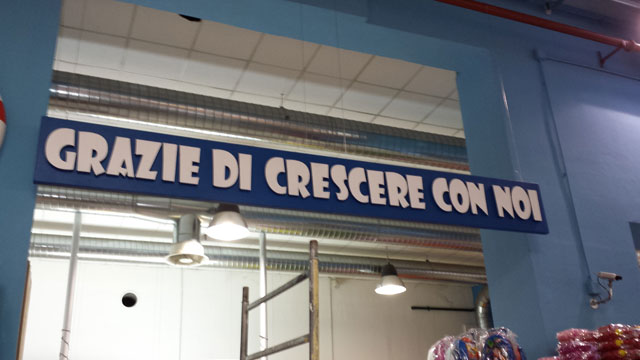 GRAZIE DI CRESCERE CON NOI